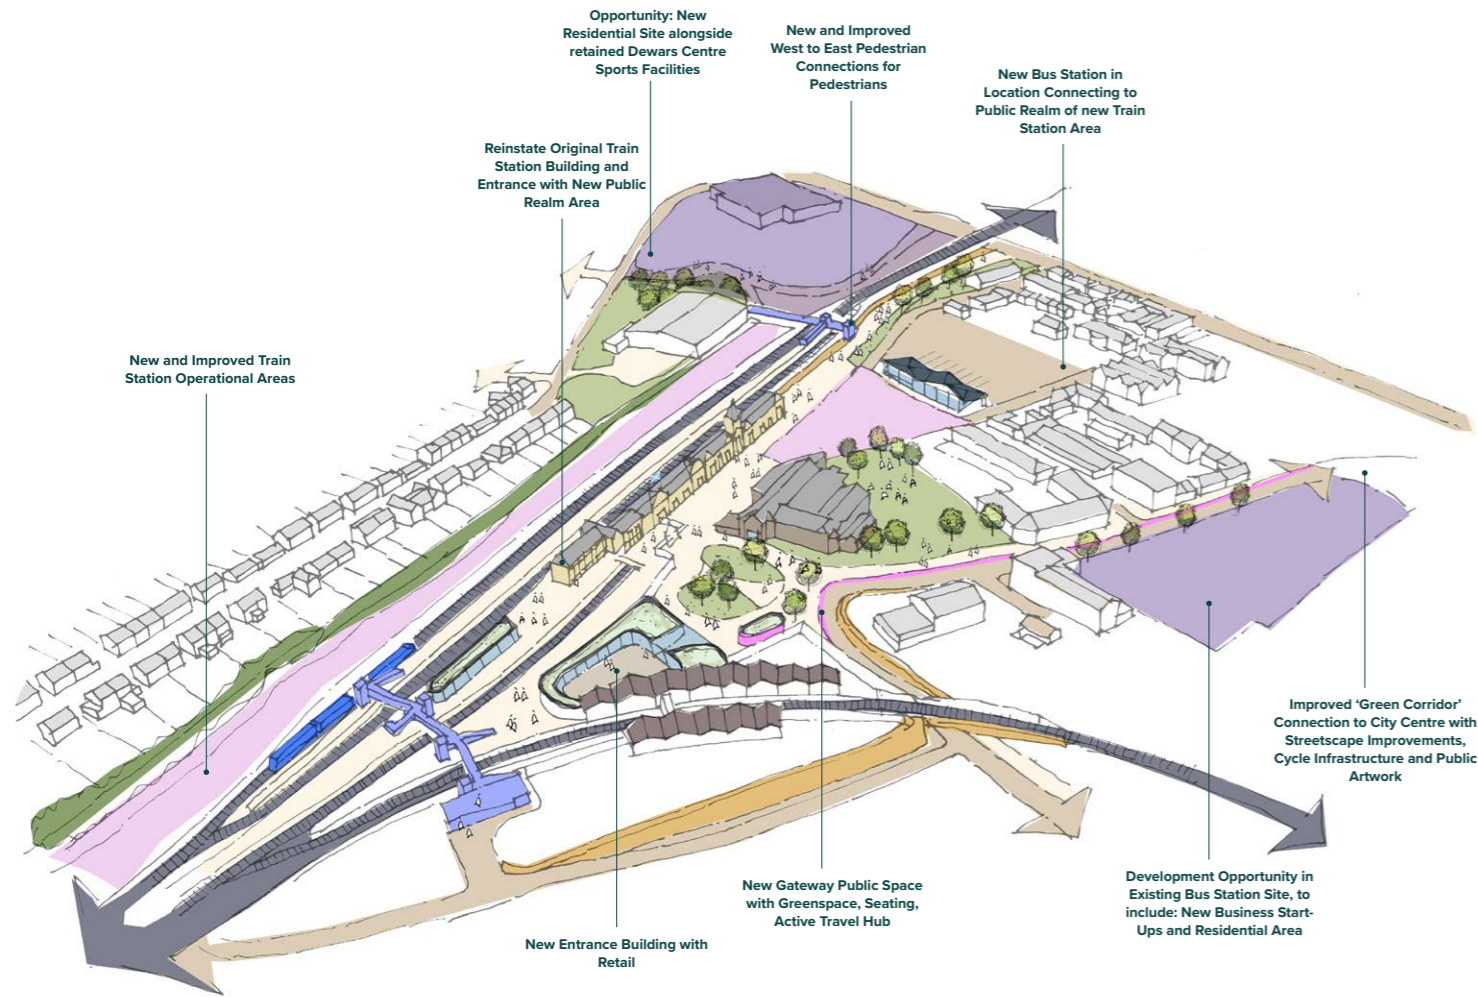 Opportunity: New
Residential Site alongside
retained Dewars Centre
Sports Facilities
New and Improved
West to East Pedestrian
Connections for
Pedestrians
New Bus Station in
Location Connecting to
Public Realm of new Train
Station Area
Reinstate Original Train
Station Building and
Entrance with New Public
Realm Area
New and Improved Train
Station Operational Areas
Improved ‘Green Corridor’
Connection to City Centre with
Streetscape Improvements,
Cycle Infrastructure and Public
Artwork
Development Opportunity in
Existing Bus Station Site, to
include: New Business Start-
Ups and Residential Area
New Gateway Public Space
with Greenspace, Seating,
Active Travel Hub
New Entrance Building with
Retail